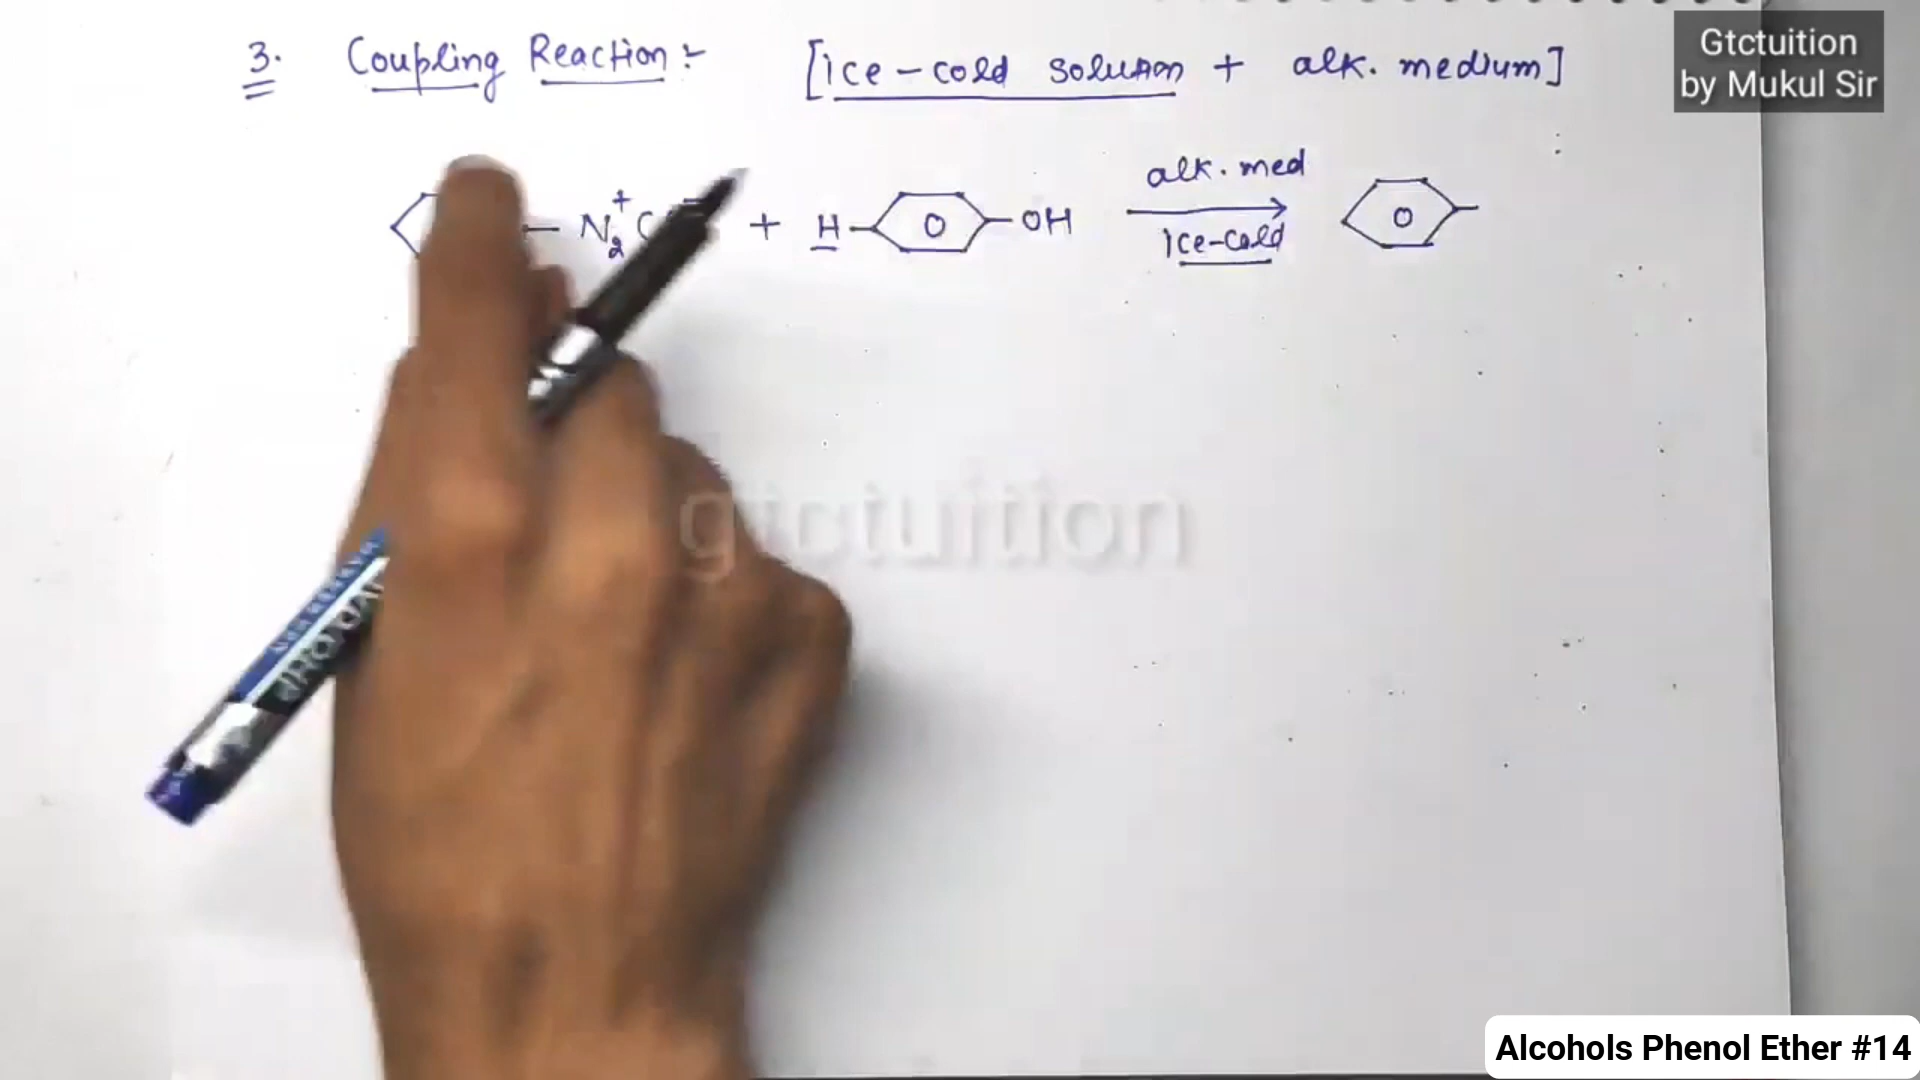 Gtctuition
by Mukul Sir
3. Coupling Reaction :- [ice-cold solution + alk. medium]
alk. med
N2+ + H OH
ice-cold
gtctuition
Alcohols Phenol Ether #14